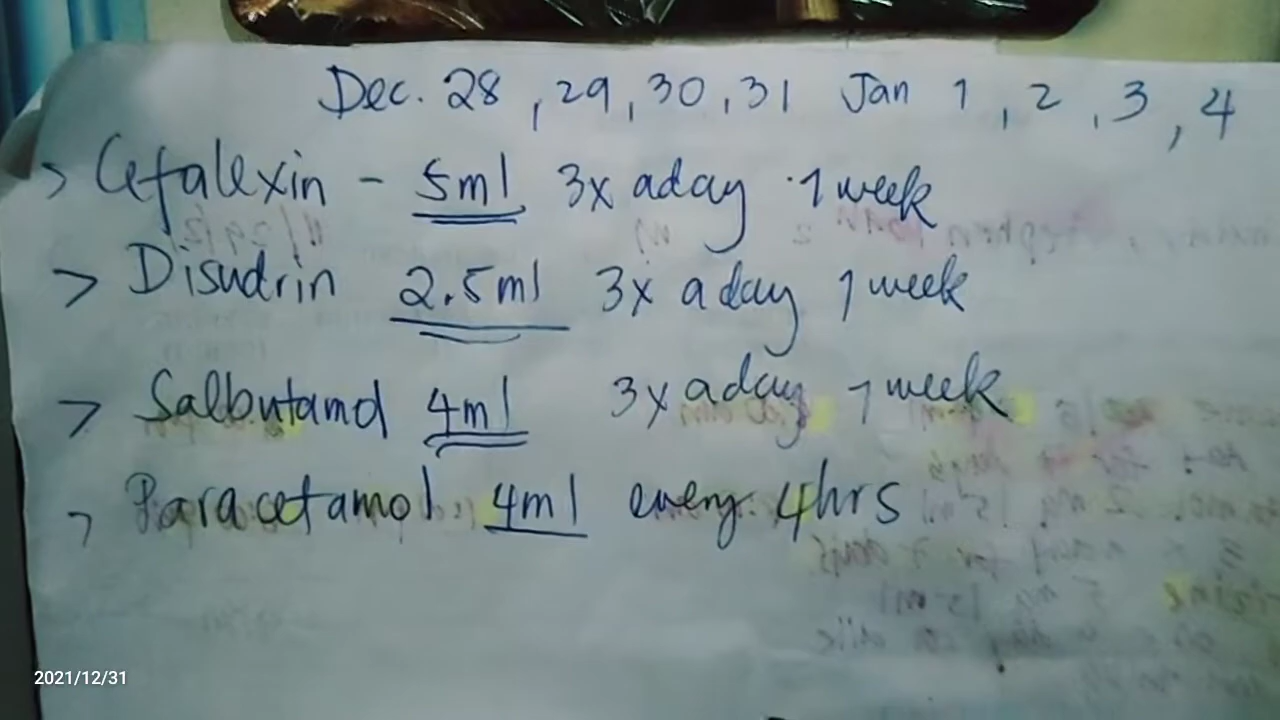 Dec. 28, 29, 30, 31 Jan 1, 2, 3, 4
> Cefalexin - 5ml 3x a day 1 week
> Disudrin 2.5ml 3x a day 1 week
> Salbutamol 4ml 3x a day 1 week
> Paracetamol 4ml every 4hrs
2021/12/31